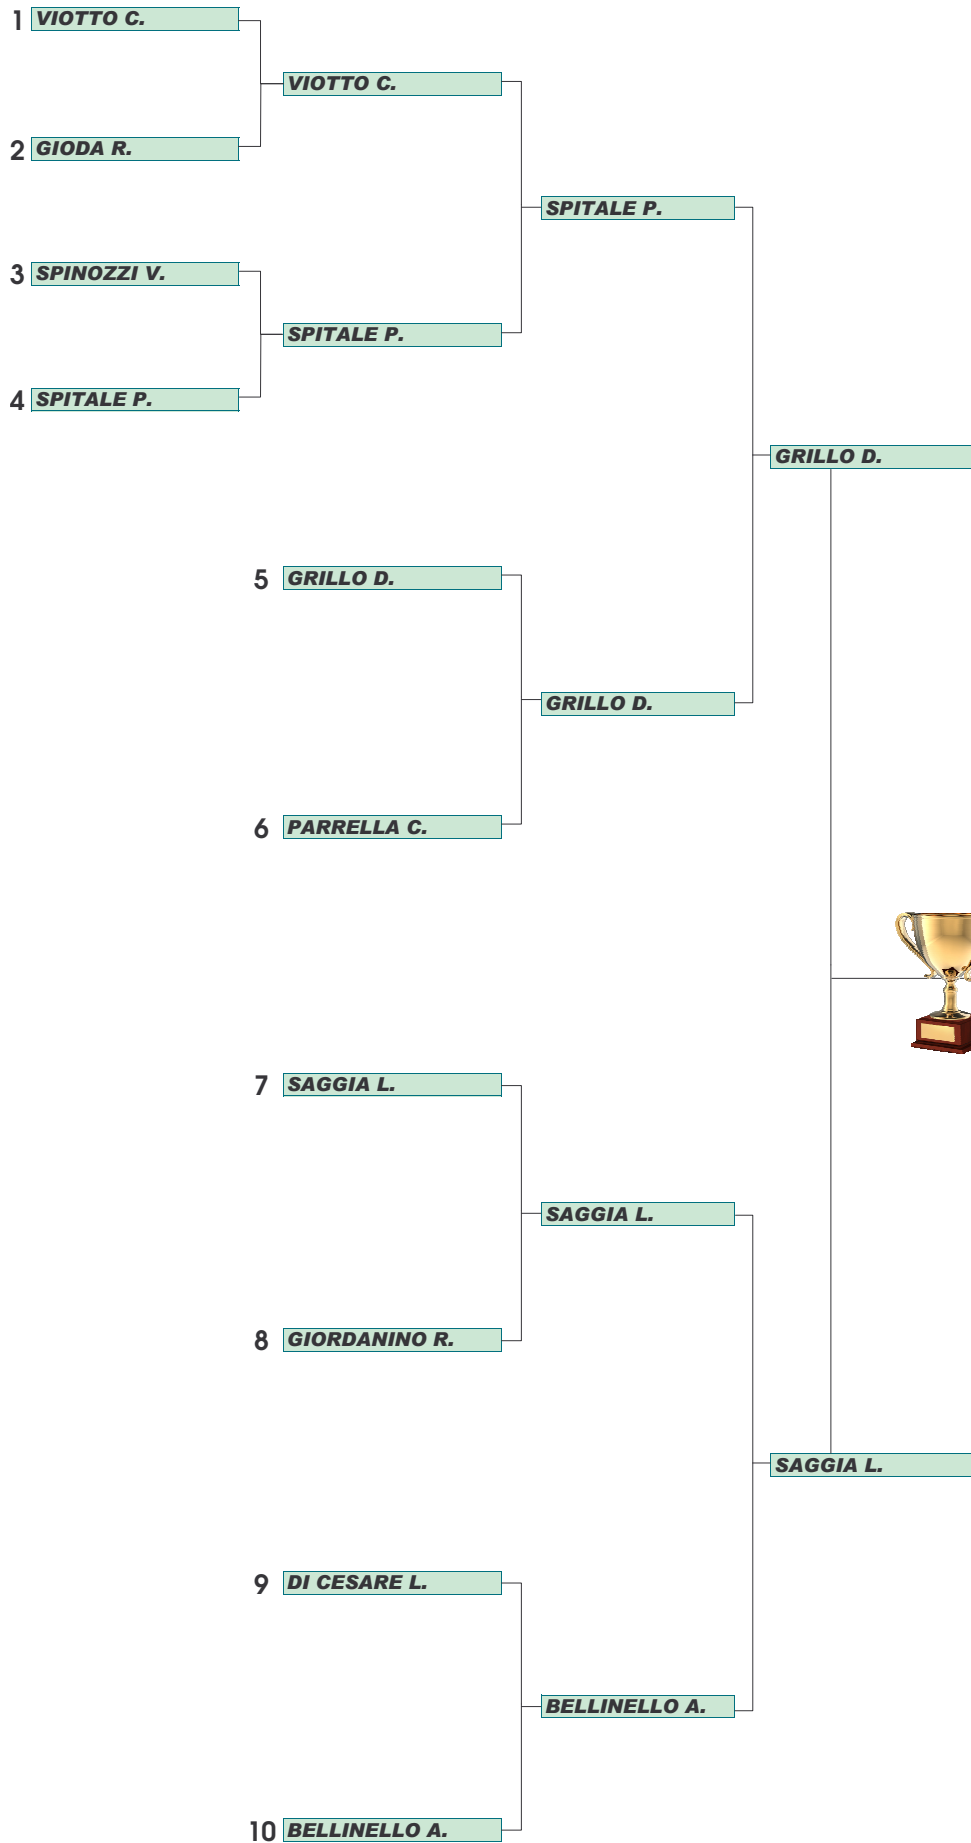 1 VIOTTO C.
VIOTTO C.
2 GIODA R.
SPITALE P.
3 SPINOZZI V.
SPITALE P.
4 SPITALE P.
GRILLO D.
5 GRILLO D.
GRILLO D.
6 PARRELLA C.
7 SAGGIA L.
SAGGIA L.
8 GIORDANINO R.
SAGGIA L.
9 DI CESARE L.
BELLINELLO A.
10 BELLINELLO A.